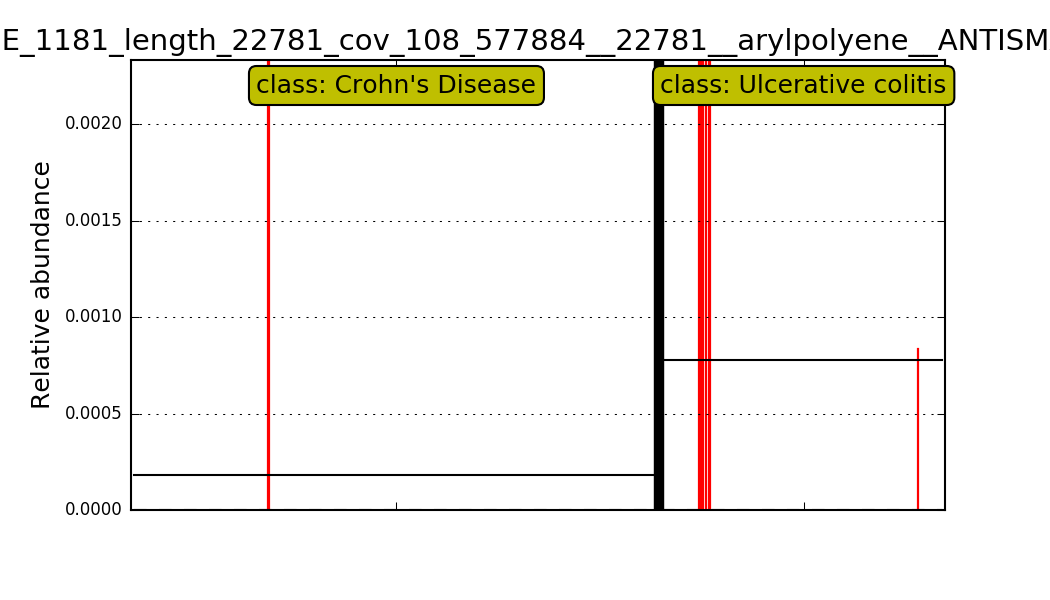 E_1181_length_22781_cov_108_577884__22781__arylpolyene__ANTISM
class: Crohn's Disease
class: Ulcerative colitis
0.0020
0.0015
0.0010
0.0005
0.0000
Relative abundance